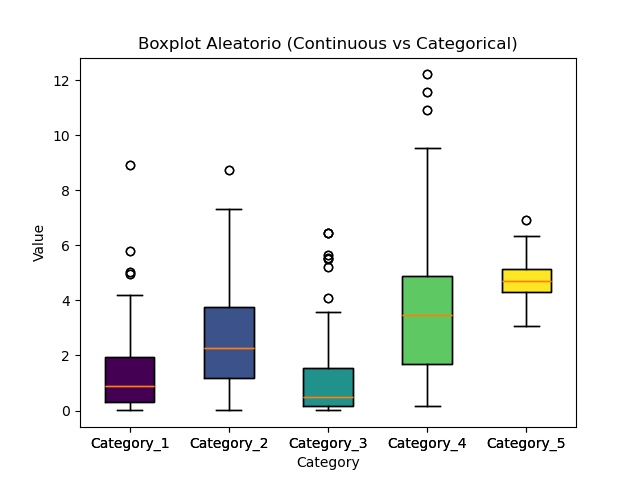 Boxplot Aleatorio (Continuous vs Categorical)
12
10
8
6
4
2
0
Value
Category_1 Category_2 Category_3 Category_4 Category_5
Category